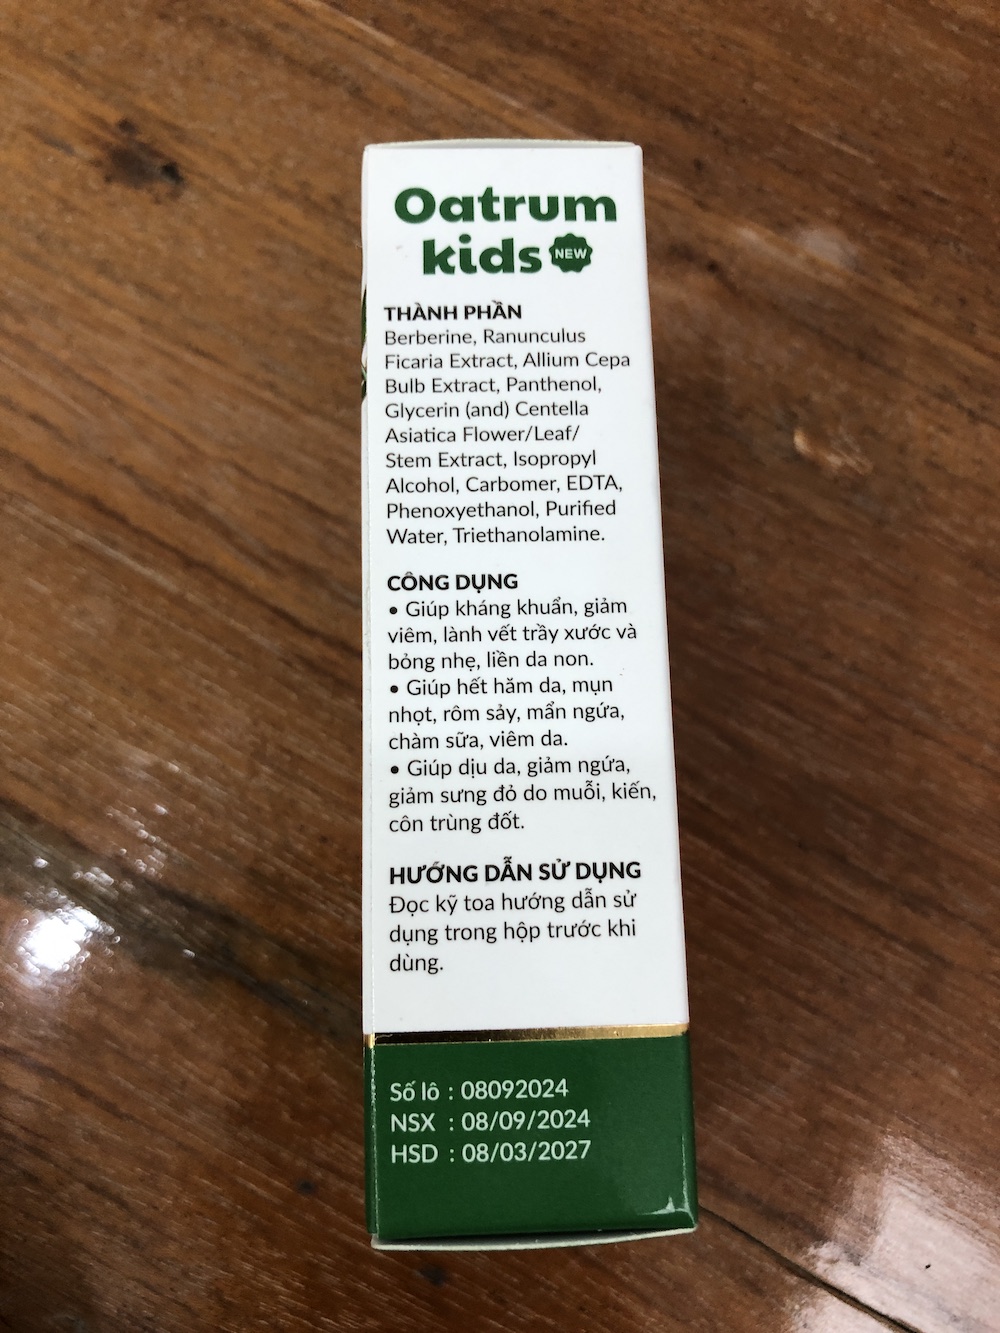 Oatrum
kids NEW
THÀNH PHẦN
Berberine, Ranunculus
Ficaria Extract, Allium Cepa
Bulb Extract, Panthenol,
Glycerin (and) Centella
Asiatica Flower/Leaf/
Stem Extract, Isopropyl
Alcohol, Carbomer, EDTA,
Phenoxyethanol, Purified
Water, Triethanolamine.
CÔNG DỤNG
• Giúp kháng khuẩn, giảm
viêm, lành vết trầy xước và
bỏng nhẹ, liền da non.
• Giúp hết hăm da, mụn
nhọt, rôm sảy, mẩn ngứa,
chàm sữa, viêm da.
• Giúp dịu da, giảm ngứa,
giảm sưng đỏ do muỗi, kiến,
côn trùng đốt.
HƯỚNG DẪN SỬ DỤNG
Đọc kỹ toa hướng dẫn sử
dụng trong hộp trước khi
dùng.
Số lô : 08092024
NSX : 08/09/2024
HSD : 08/03/2027